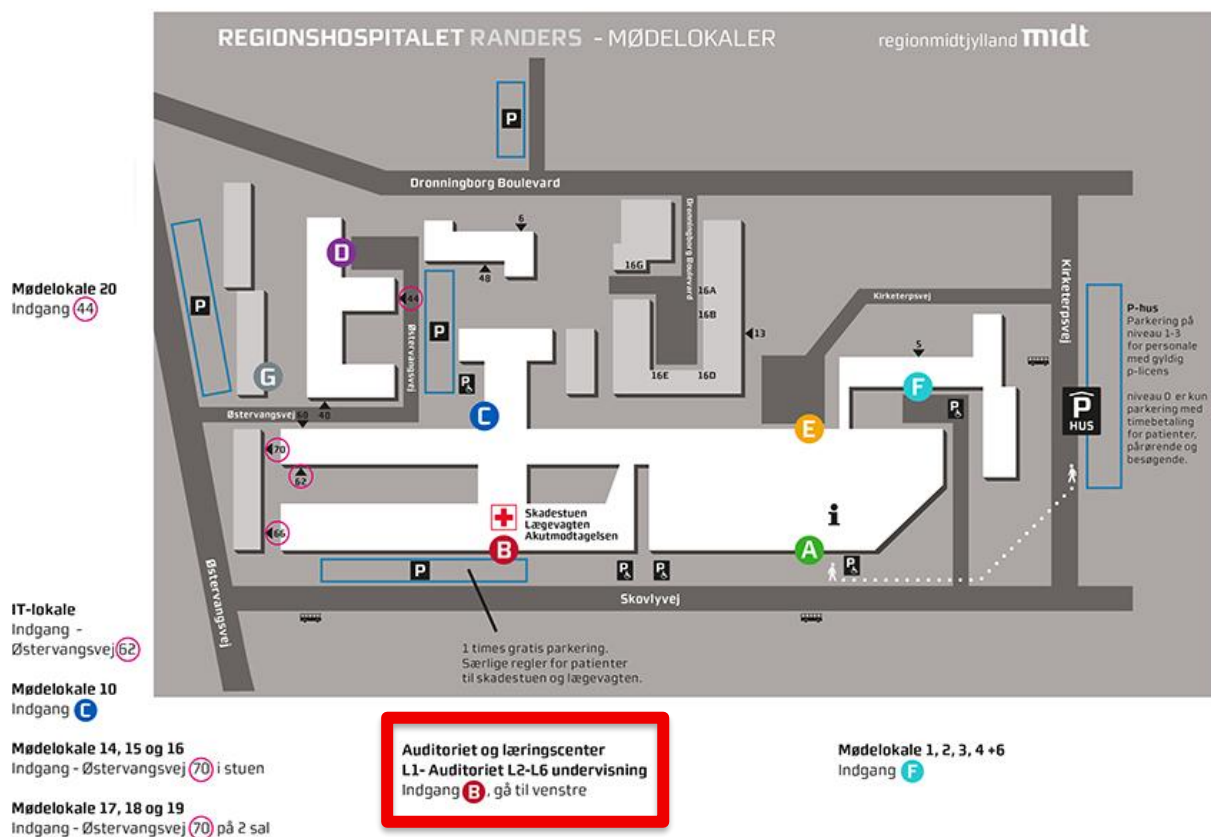 REGIONSHOSPITALET RANDERS - MØDELOKALER
regionmidtjylland midt
P
Dronningborg Boulevard
6
D
48
16G
Dronningborg Boulevard
16A
16B
13
16E
16D
Kirketerpsvej
Kirketerpsvej
5
F
P
44
P
Østervangsvej
P
G
Østervangsvej
60
40
P
C
E
P
P-hus
Parkering på
niveau 1-3
for personale
med gyldig
p-licens
niveau 0 er kun
parkering med
timebetaling
for patienter,
pårørende og
besøgende.
P
HUS
70
62
66
Skadestuen
Lægevagten
Akutmodtagelsen
B
i
A
P
P
P
P
Skovlyvej
Østervangsvej
1 times gratis parkering.
Særlige regler for patienter
til skadestuen og lægevagten.
Mødelokale 20
Indgang 44
IT-lokale
Indgang -
Østervangsvej 62
Mødelokale 10
Indgang C
Mødelokale 14, 15 og 16
Indgang - Østervangsvej 70 i stuen
Mødelokale 17, 18 og 19
Indgang - Østervangsvej 70 på 2 sal
Auditoriet og læringscenter
L1- Auditoriet L2-L6 undervisning
Indgang B, gå til venstre
Mødelokale 1, 2, 3, 4 +6
Indgang F